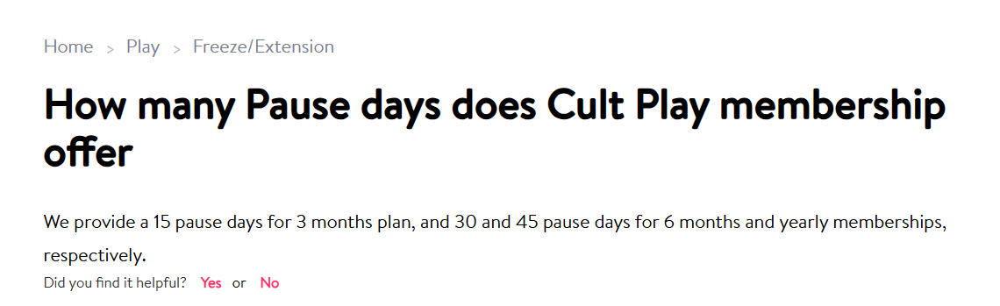 Home > Play > Freeze/Extension
How many Pause days does Cult Play membership
offer
We provide a 15 pause days for 3 months plan, and 30 and 45 pause days for 6 months and yearly memberships,
respectively.
Did you find it helpful? Yes or No